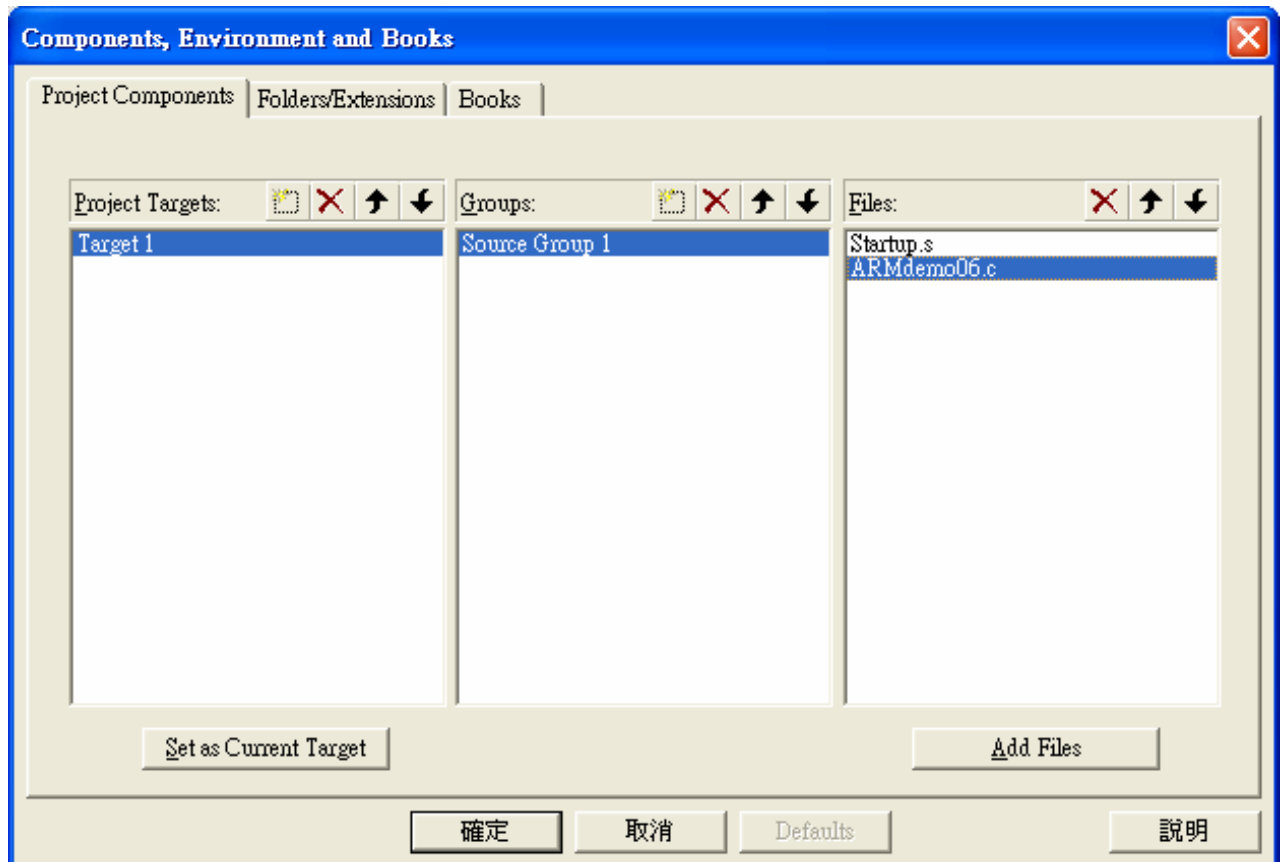 Components, Environment and Books
Project Components Folders/Extensions Books
Project Targets: Groups: Files:
Target 1 Source Group 1 Startup.s
ARMdemo06.c
Set as Current Target Add Files
確定 取消 Defaults 說明